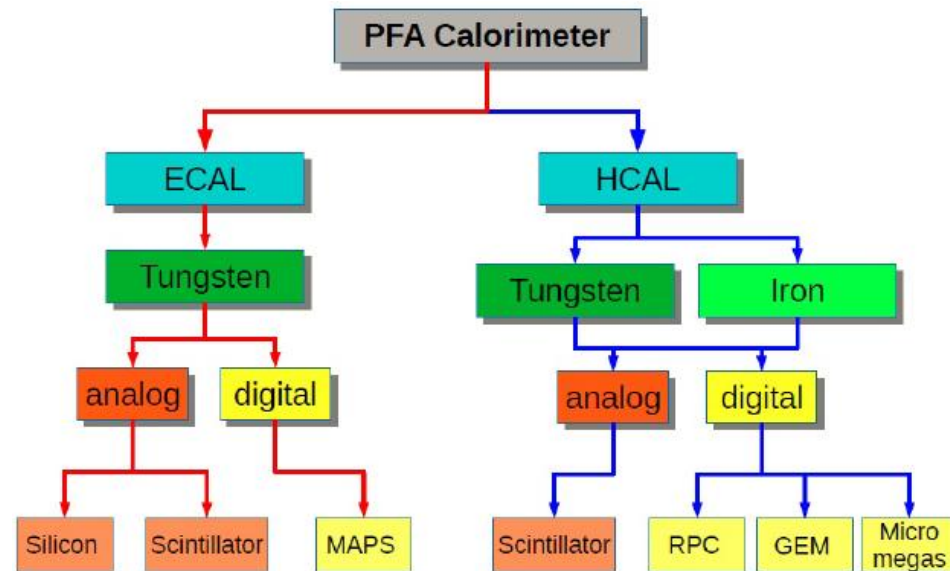 PFA Calorimeter
ECAL
HCAL
Tungsten
Tungsten
Iron
analog
digital
analog
digital
Silicon
Scintillator
MAPS
Scintillator
RPC
GEM
Micro
megas